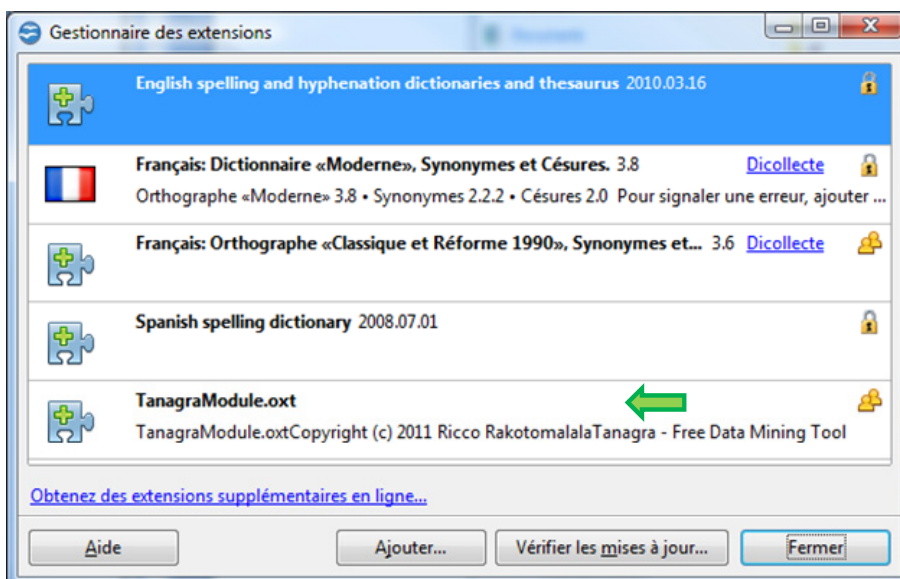 Gestionnaire des extensions
English spelling and hyphenation dictionaries and thesaurus 2010.03.16
Français: Dictionnaire «Moderne», Synonymes et Césures. 3.8 Dicollecte
Orthographe «Moderne» 3.8 • Synonymes 2.2.2 • Césures 2.0 Pour signaler une erreur, ajouter ...
Français: Orthographe «Classique et Réforme 1990», Synonymes et... 3.6 Dicollecte
Spanish spelling dictionary 2008.07.01
TanagraModule.oxt
TanagraModule.oxtCopyright (c) 2011 Ricco RakotomalalaTanagra - Free Data Mining Tool
Obtenez des extensions supplémentaires en ligne...
Aide Ajouter... Vérifier les mises à jour... Fermer